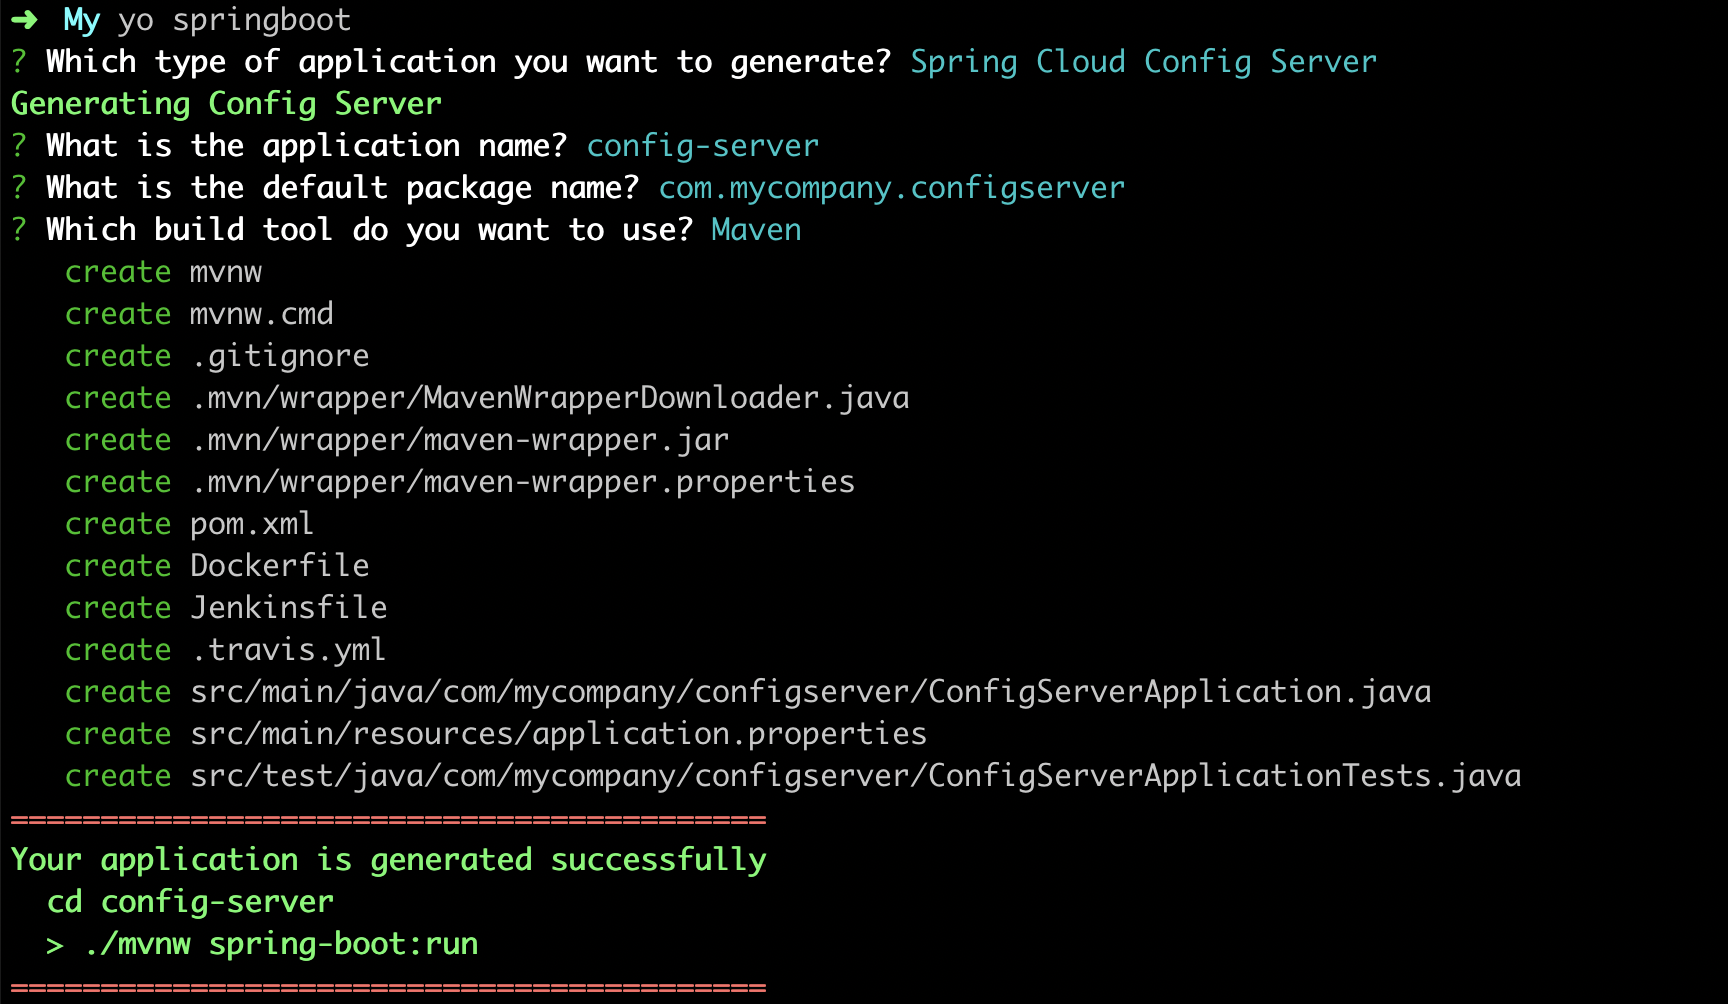 ➜ My yo springboot
? Which type of application you want to generate? Spring Cloud Config Server
Generating Config Server
? What is the application name? config-server
? What is the default package name? com.mycompany.configserver
? Which build tool do you want to use? Maven
create mvnw
create mvnw.cmd
create .gitignore
create .mvn/wrapper/MavenWrapperDownloader.java
create .mvn/wrapper/maven-wrapper.jar
create .mvn/wrapper/maven-wrapper.properties
create pom.xml
create Dockerfile
create Jenkinsfile
create .travis.yml
create src/main/java/com/mycompany/configserver/ConfigServerApplication.java
create src/main/resources/application.properties
create src/test/java/com/mycompany/configserver/ConfigServerApplicationTests.java
==========================================
Your application is generated successfully
cd config-server
> ./mvnw spring-boot:run
==========================================